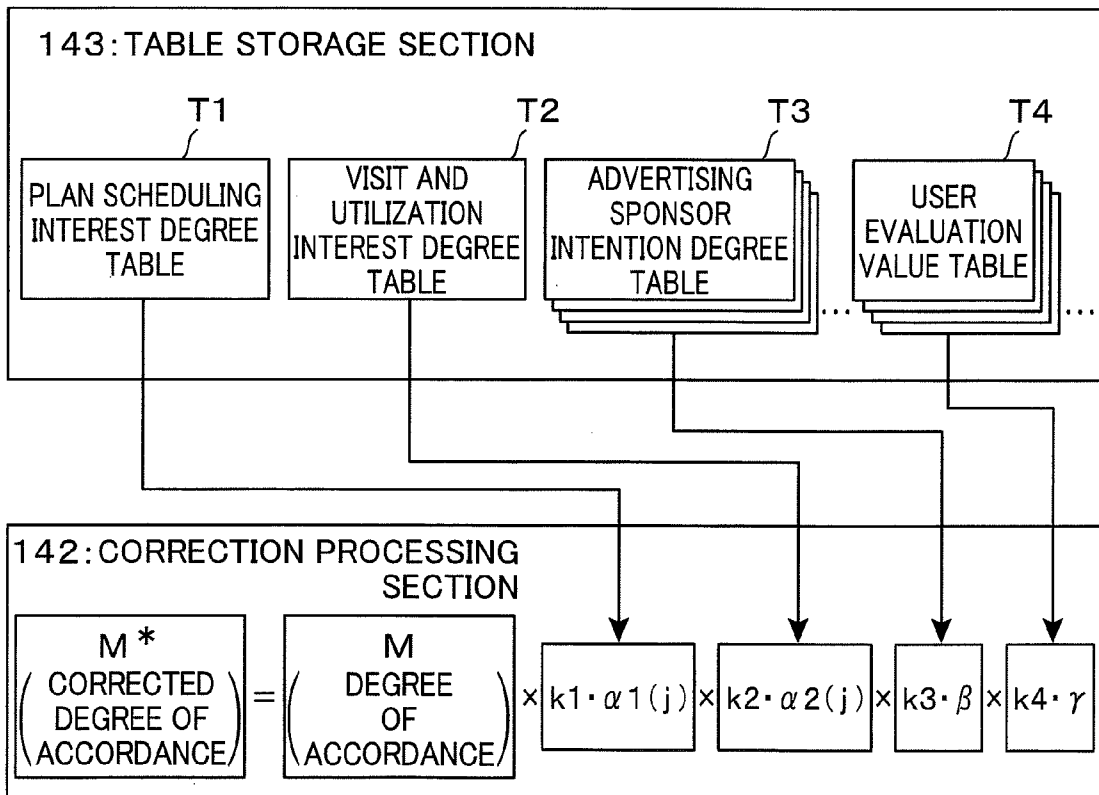 143:TABLE STORAGE SECTION
T1
T2
T3
T4
PLAN SCHEDULING
INTEREST DEGREE
TABLE
VISIT AND
UTILIZATION
INTEREST DEGREE
TABLE
ADVERTISING
SPONSOR
INTENTION DEGREE
TABLE
...
USER
EVALUATION
VALUE TABLE
...
142:CORRECTION PROCESSING
SECTION
M*
(CORRECTED
DEGREE OF
ACCORDANCE)
=
M
(DEGREE
OF
ACCORDANCE)
× k1·α1(j) × k2·α2(j) × k3·β × k4·γ